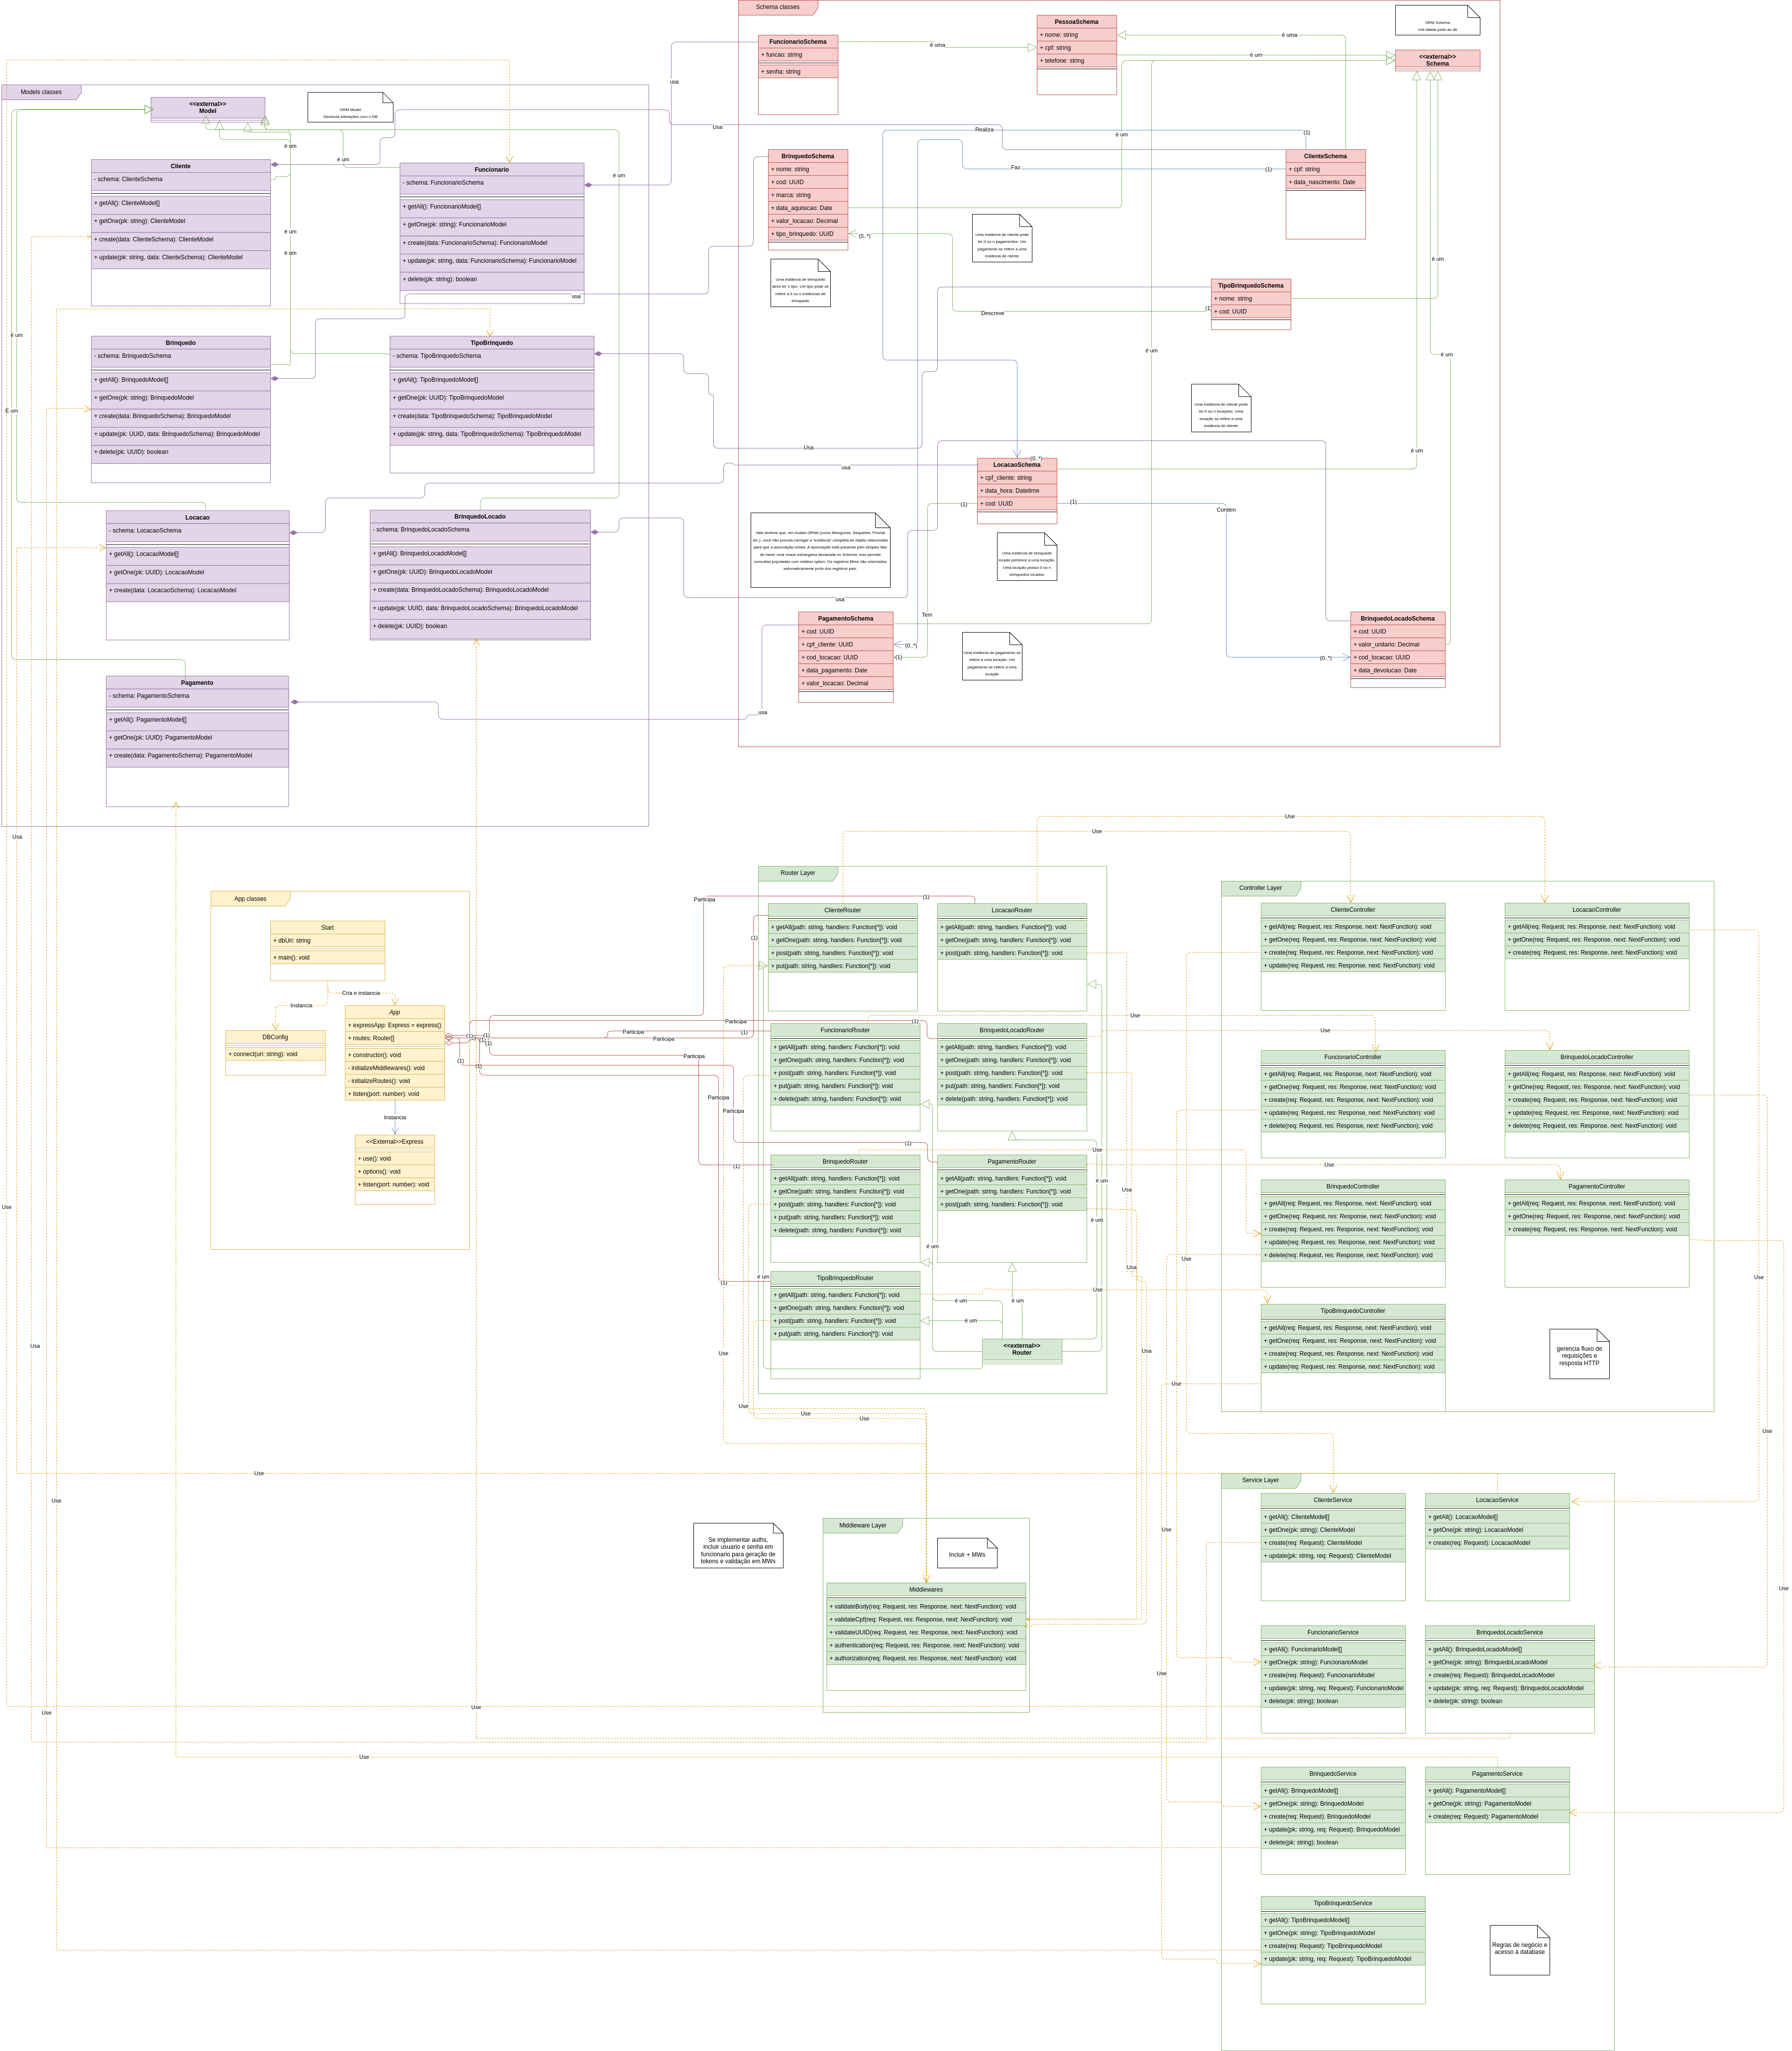 Schema classes
ORM Schema
cria tabela junto ao db
<<external>>
Schema
PessoaSchema
+ nome: string
+ cpf: string
+ telefone: string
FuncionarioSchema
+ funcao: string
+ senha: string
BrinquedoSchema
+ nome: string
+ cod: UUID
+ marca: string
+ data_aquisicao: Date
+ valor_locacao: Decimal
+ tipo_brinquedo: UUID
Uma instância de brinquedo
deve ter 1 tipo. Um tipo pode se
referir a 0 ou n instâncias de
brinquedo
ClienteSchema
+ cpf: string
+ data_nascimento: Date
Uma instância de cliente pode
ter 0 ou n pagamentos. Um
pagamento se refere a uma
instância de cliente
TipoBrinquedoSchema
+ nome: string
+ cod: UUID
Uma instância de cliente pode
ter 0 ou n locações. Uma
locação se refere a uma
instância de cliente
LocacaoSchema
+ cpf_cliente: string
+ data_hora: Datetime
+ cod: UUID
Uma instância de brinquedo
locado pertence a uma locação.
Uma locação possui 0 ou n
brinquedos locados
Vale lembrar que, em muitas ORMs (como Mongoose, Sequelize, Prisma
etc.), você não precisa carregar a "instância" completa do objeto relacionado
para que a associação exista. A associação está presente pelo simples fato
de haver uma chave estrangeira declarada no Schema. Isso permite
consultas populadas com relation option. Os registros filhos são retornados
automaticamente junto dos registros pais.
PagamentoSchema
+ cod: UUID
+ cpf_cliente: UUID
+ cod_locacao: UUID
+ data_pagamento: Date
+ valor_locacao: Decimal
Uma instância de pagamento se
refere a uma locação. Um
pagamento se refere a uma
locação
BrinquedoLocadoSchema
+ cod: UUID
+ valor_unitario: Decimal
+ cod_locacao: UUID
+ data_devolucao: Date
é uma
é uma
é um
é um
é um
é um
é um
é um
é um
Realiza
(1)
Faz
(1)
(0..*)
Descreve
(1)
(0..*)
(1)
(1)
Contém
Tem
(0..*)
(1)
(0..*)
Models classes
<<external>>
Model
ORM Model
Gerencia interações com o DB
Cliente
- schema: ClienteSchema
+ getAll(): ClienteModel[]
+ getOne(pk: string): ClienteModel
+ create(data: ClienteSchema): ClienteModel
+ update(pk: string, data: ClienteSchema): ClienteModel
Funcionario
- schema: FuncionarioSchema
+ getAll(): FuncionarioModel[]
+ getOne(pk: string): FuncionarioModel
+ create(data: FuncionarioSchema): FuncionarioModel
+ update(pk: string, data: FuncionarioSchema): FuncionarioModel
+ delete(pk: string): boolean
Brinquedo
- schema: BrinquedoSchema
+ getAll(): BrinquedoModel[]
+ getOne(pk: string): BrinquedoModel
+ create(data: BrinquedoSchema): BrinquedoModel
+ update(pk: UUID, data: BrinquedoSchema): BrinquedoModel
+ delete(pk: UUID): boolean
TipoBrinquedo
- schema: TipoBrinquedoSchema
+ getAll(): TipoBrinquedoModel[]
+ getOne(pk: UUID): TipoBrinquedoModel
+ create(data: TipoBrinquedoSchema): TipoBrinquedoModel
+ update(pk: string, data: TipoBrinquedoSchema): TipoBrinquedoModel
Locacao
- schema: LocacaoSchema
+ getAll(): LocacaoModel[]
+ getOne(pk: UUID): LocacaoModel
+ create(data: LocacaoSchema): LocacaoModel
BrinquedoLocado
- schema: BrinquedoLocadoSchema
+ getAll(): BrinquedoLocadoModel[]
+ getOne(pk: UUID): BrinquedoLocadoModel
+ create(data: BrinquedoLocadoSchema): BrinquedoLocadoModel
+ update(pk: UUID, data: BrinquedoLocadoSchema): BrinquedoLocadoModel
+ delete(pk: UUID): boolean
Pagamento
- schema: PagamentoSchema
+ getAll(): PagamentoModel[]
+ getOne(pk: UUID): PagamentoModel
+ create(data: PagamentoSchema): PagamentoModel
é um
é um
é um
é um
é um
é um
É um
usa
Usa
usa
Usa
usa
usa
usa
App classes
Start
+ dbUri: string
+ main(): void
Instancia
Cria e instancia
DBConfig
+ connect(uri: string): void
App
+ expressApp: Express = express()
+ routes: Router[]
+ constructor(): void
- initializeMiddlewares(): void
- initializeRoutes(): void
+ listen(port: number): void
Instancia
<<External>>Express
+ use(): void
+ options(): void
+ listen(port: number): void
Participa
Participa
Participa
Participa
Participa
Participa
Participa
(1)
(1)
(1)
(1)
(1)
(1)
(1)
(1)
(1)
(1)
(1)
(1)
(1)
(1)
Router Layer
ClienteRouter
+ getAll(path: string, handlers: Function[*]): void
+ getOne(path: string, handlers: Function[*]): void
+ post(path: string, handlers: Function[*]): void
+ put(path: string, handlers: Function[*]): void
LocacaoRouter
+ getAll(path: string, handlers: Function[*]): void
+ getOne(path: string, handlers: Function[*]): void
+ post(path: string, handlers: Function[*]): void
FuncionarioRouter
+ getAll(path: string, handlers: Function[*]): void
+ getOne(path: string, handlers: Function[*]): void
+ post(path: string, handlers: Function[*]): void
+ put(path: string, handlers: Function[*]): void
+ delete(path: string, handlers: Function[*]): void
BrinquedoLocadoRouter
+ getAll(path: string, handlers: Function[*]): void
+ getOne(path: string, handlers: Function[*]): void
+ post(path: string, handlers: Function[*]): void
+ put(path: string, handlers: Function[*]): void
+ delete(path: string, handlers: Function[*]): void
BrinquedoRouter
+ getAll(path: string, handlers: Function[*]): void
+ getOne(path: string, handlers: Function[*]): void
+ post(path: string, handlers: Function[*]): void
+ put(path: string, handlers: Function[*]): void
+ delete(path: string, handlers: Function[*]): void
PagamentoRouter
+ getAll(path: string, handlers: Function[*]): void
+ getOne(path: string, handlers: Function[*]): void
+ post(path: string, handlers: Function[*]): void
TipoBrinquedoRouter
+ getAll(path: string, handlers: Function[*]): void
+ getOne(path: string, handlers: Function[*]): void
+ post(path: string, handlers: Function[*]): void
+ put(path: string, handlers: Function[*]): void
<<external>>
Router
é um
é um
é um
é um
é um
é um
é um
Controller Layer
ClienteController
+ getAll(req: Request, res: Response, next: NextFunction): void
+ getOne(req: Request, res: Response, next: NextFunction): void
+ create(req: Request, res: Response, next: NextFunction): void
+ update(req: Request, res: Response, next: NextFunction): void
LocacaoController
+ getAll(req: Request, res: Response, next: NextFunction): void
+ getOne(req: Request, res: Response, next: NextFunction): void
+ create(req: Request, res: Response, next: NextFunction): void
FuncionarioController
+ getAll(req: Request, res: Response, next: NextFunction): void
+ getOne(req: Request, res: Response, next: NextFunction): void
+ create(req: Request, res: Response, next: NextFunction): void
+ update(req: Request, res: Response, next: NextFunction): void
+ delete(req: Request, res: Response, next: NextFunction): void
BrinquedoLocadoController
+ getAll(req: Request, res: Response, next: NextFunction): void
+ getOne(req: Request, res: Response, next: NextFunction): void
+ create(req: Request, res: Response, next: NextFunction): void
+ update(req: Request, res: Response, next: NextFunction): void
+ delete(req: Request, res: Response, next: NextFunction): void
BrinquedoController
+ getAll(req: Request, res: Response, next: NextFunction): void
+ getOne(req: Request, res: Response, next: NextFunction): void
+ create(req: Request, res: Response, next: NextFunction): void
+ update(req: Request, res: Response, next: NextFunction): void
+ delete(req: Request, res: Response, next: NextFunction): void
PagamentoController
+ getAll(req: Request, res: Response, next: NextFunction): void
+ getOne(req: Request, res: Response, next: NextFunction): void
+ create(req: Request, res: Response, next: NextFunction): void
TipoBrinquedoController
+ getAll(req: Request, res: Response, next: NextFunction): void
+ getOne(req: Request, res: Response, next: NextFunction): void
+ create(req: Request, res: Response, next: NextFunction): void
+ update(req: Request, res: Response, next: NextFunction): void
gerencia fluxo de
requisições e
resposta HTTP
Use
Use
Use
Use
Use
Use
Use
Usa
Usa
Usa
Use
Use
Use
Use
Use
Use
Use
Use
Use
Use
Use
Service Layer
ClienteService
+ getAll(): ClienteModel[]
+ getOne(pk: string): ClienteModel
+ create(req: Request): ClienteModel
+ update(pk: string, req: Request): ClienteModel
LocacaoService
+ getAll(): LocacaoModel[]
+ getOne(pk: string): LocacaoModel
+ create(req: Request): LocacaoModel
FuncionarioService
+ getAll(): FuncionarioModel[]
+ getOne(pk: string): FuncionarioModel
+ create(req: Request): FuncionarioModel
+ update(pk: string, req: Request): FuncionarioModel
+ delete(pk: string): boolean
BrinquedoLocadoService
+ getAll(): BrinquedoLocadoModel[]
+ getOne(pk: string): BrinquedoLocadoModel
+ create(req: Request): BrinquedoLocadoModel
+ update(pk: string, req: Request): BrinquedoLocadoModel
+ delete(pk: string): boolean
BrinquedoService
+ getAll(): BrinquedoModel[]
+ getOne(pk: string): BrinquedoModel
+ create(req: Request): BrinquedoModel
+ update(pk: string, req: Request): BrinquedoModel
+ delete(pk: string): boolean
PagamentoService
+ getAll(): PagamentoModel[]
+ getOne(pk: string): PagamentoModel
+ create(req: Request): PagamentoModel
TipoBrinquedoService
+ getAll(): TipoBrinquedoModel[]
+ getOne(pk: string): TipoBrinquedoModel
+ create(req: Request): TipoBrinquedoModel
+ update(pk: string, req: Request): TipoBrinquedoModel
Regras de negócio e
acesso à database
Se implementar auths,
incluir usuario e senha em
funcionario para geração de
tokens e validação em MWs
Middleware Layer
Incluir + MWs
Middlewares
+ validateBody(req: Request, res: Response, next: NextFunction): void
+ validateCpf(req: Request, res: Response, next: NextFunction): void
+ validateUUID(req: Request, res: Response, next: NextFunction): void
+ authentication(req: Request, res: Response, next: NextFunction): void
+ authorization(req: Request, res: Response, next: NextFunction): void
Usa
Use
Usa
Use
Use
Use
Use
Use